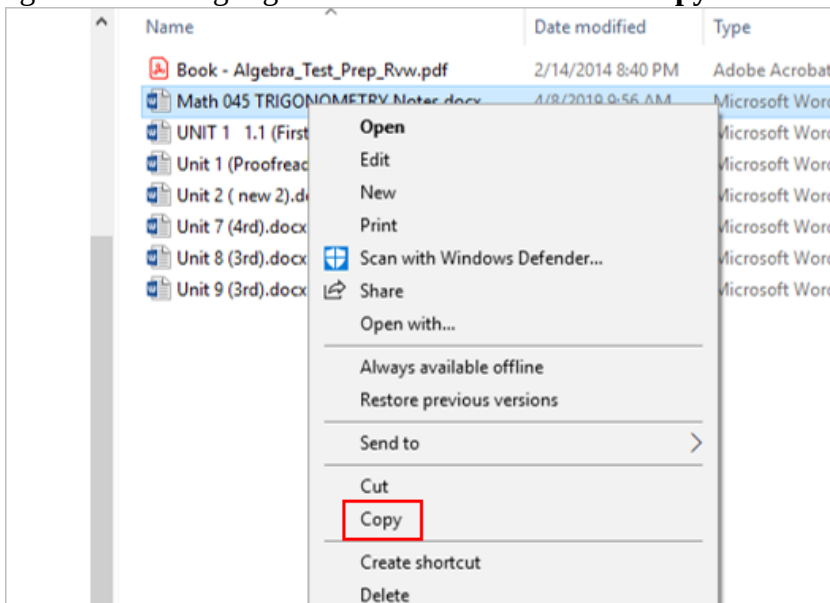 Name Date modified Type
Book - Algebra_Test_Prep_Rvw.pdf 2/14/2014 8:40 PM Adobe Acrobat
Math 045 TRIGONOMETRY Notes.docx 4/8/2019 9:56 AM Microsoft Word
UNIT 1 1.1 (First Microsoft Word
Unit 1 (Proofread Microsoft Word
Unit 2 ( new 2).d Microsoft Word
Unit 7 (4rd).docx Microsoft Word
Unit 8 (3rd).docx Microsoft Word
Unit 9 (3rd).docx Microsoft Word
Open
Edit
New
Print
Scan with Windows Defender...
Share
Open with...
Always available offline
Restore previous versions
Send to
Cut
Copy
Create shortcut
Delete